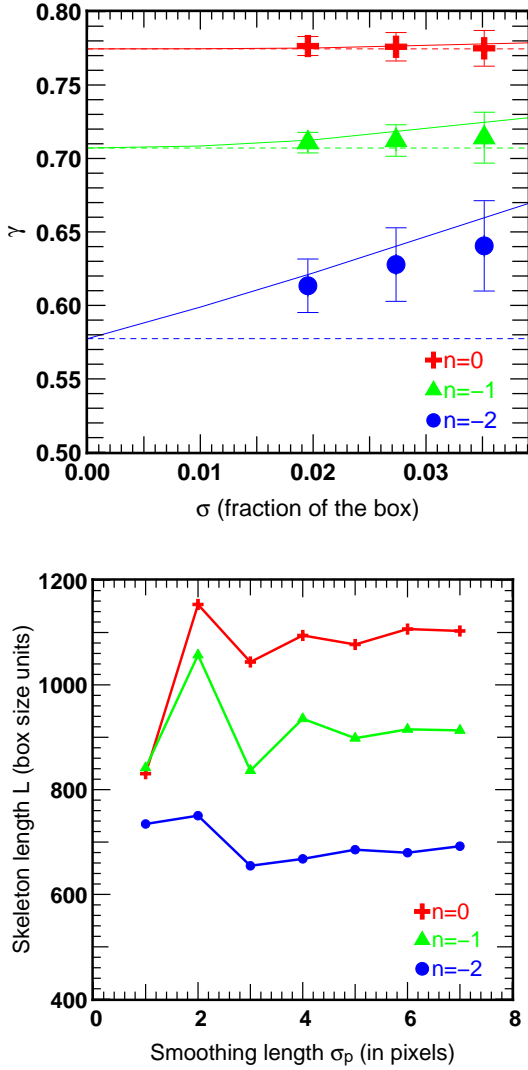 0.80
0.75
0.70
0.65
0.60
0.55
0.50
γ
n=0
n=−1
n=−2
0.00 0.01 0.02 0.03
σ (fraction of the box)
1200
1000
800
600
400
Skeleton length L (box size units)
n=0
n=−1
n=−2
0 2 4 6 8
Smoothing length σp (in pixels)